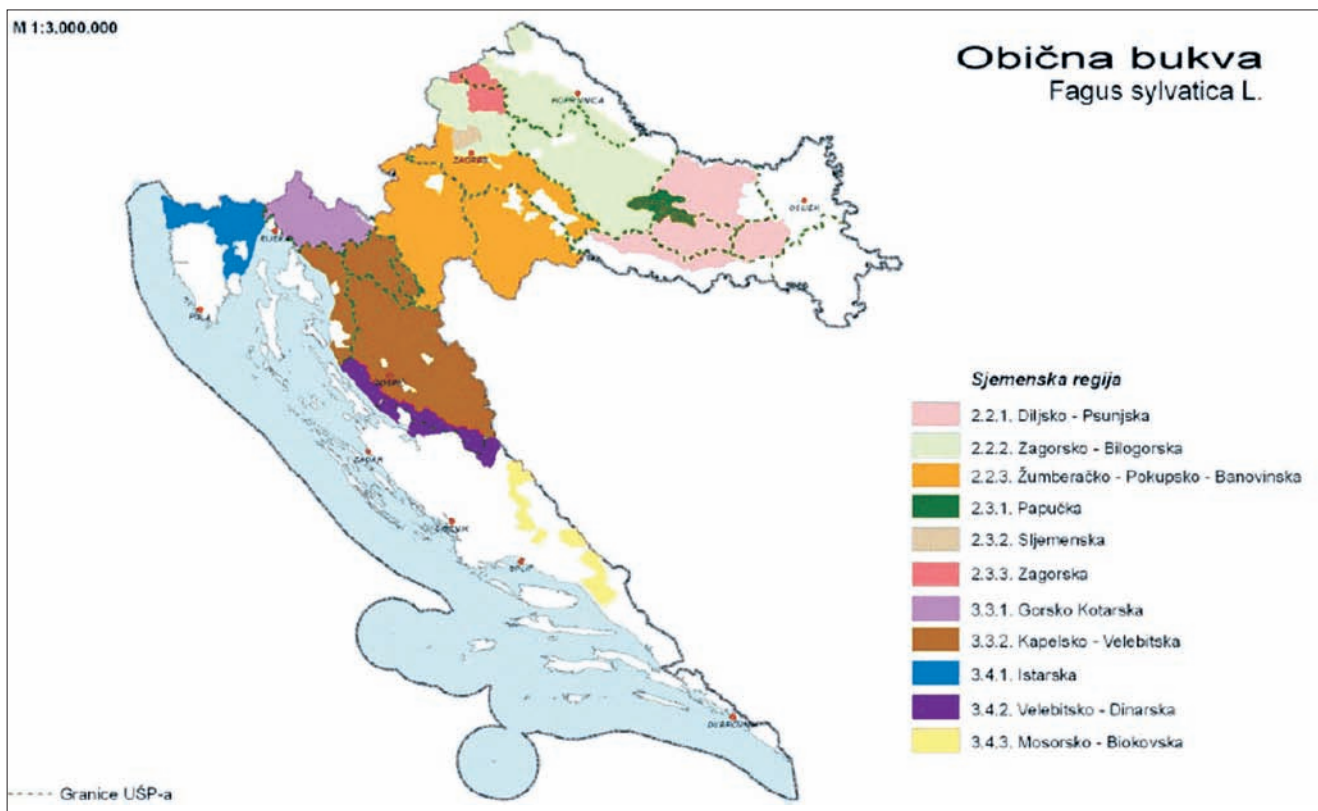 M 1:3.000.000
Obična bukva
Fagus sylvatica L.
KOPRIVNICA
ZAGREB
OSIJEK
RIJEKA
PULA
GOSPIĆ
ZADAR
SPLIT
DUBROVNIK
Sjemenska regija
2.2.1. Diljsko - Psunjska
2.2.2. Zagorsko - Bilogorska
2.2.3. Žumberačko - Pokupsko - Banovinska
2.3.1. Papučka
2.3.2. Sljemenska
2.3.3. Zagorska
3.3.1. Gorsko Kotarska
3.3.2. Kapelsko - Velebitska
3.4.1. Istarska
3.4.2. Velebitsko - Dinarska
3.4.3. Mosorsko - Biokovska
Granice UŠP-a